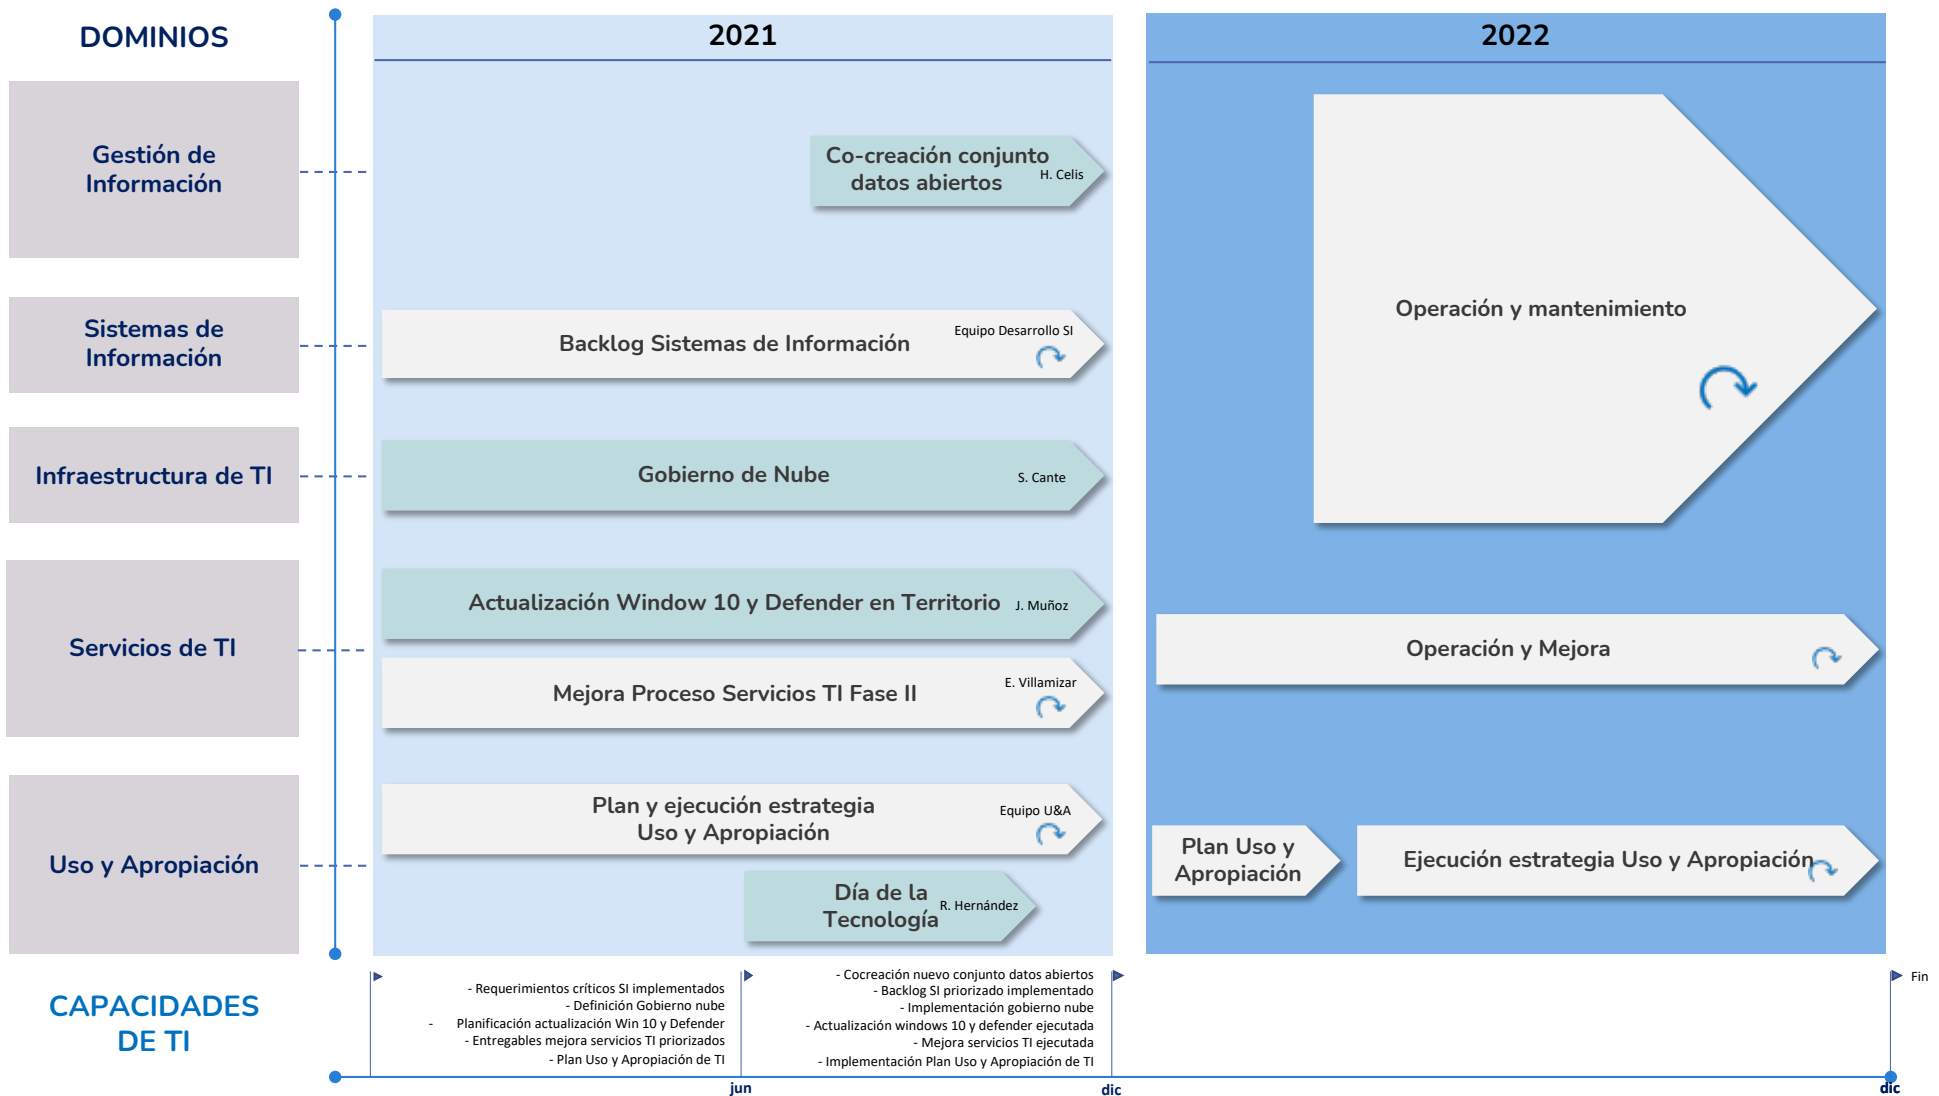 DOMINIOS
2021
2022
Gestión de
Información
Co-creación conjunto
datos abiertos
H. Celis
Operación y mantenimiento
Sistemas de
Información
Backlog Sistemas de Información
Equipo Desarrollo SI
Infraestructura de TI
Gobierno de Nube
S. Cante
Servicios de TI
Actualización Window 10 y Defender en Territorio
J. Muñoz
Mejora Proceso Servicios TI Fase II
E. Villamizar
Operación y Mejora
Uso y Apropiación
Plan y ejecución estrategia
Uso y Apropiación
Equipo U&A
Día de la
Tecnología
R. Hernández
Plan Uso y
Apropiación
Ejecución estrategia Uso y Apropiación
CAPACIDADES
DE TI
- Requerimientos críticos SI implementados
- Definición Gobierno nube
- Planificación actualización Win 10 y Defender
- Entregables mejora servicios TI priorizados
- Plan Uso y Apropiación de TI
- Cocreación nuevo conjunto datos abiertos
- Backlog SI priorizado implementado
- Implementación gobierno nube
- Actualización windows 10 y defender ejecutada
- Mejora servicios TI ejecutada
- Implementación Plan Uso y Apropiación de TI
Fin
jun
dic
dic